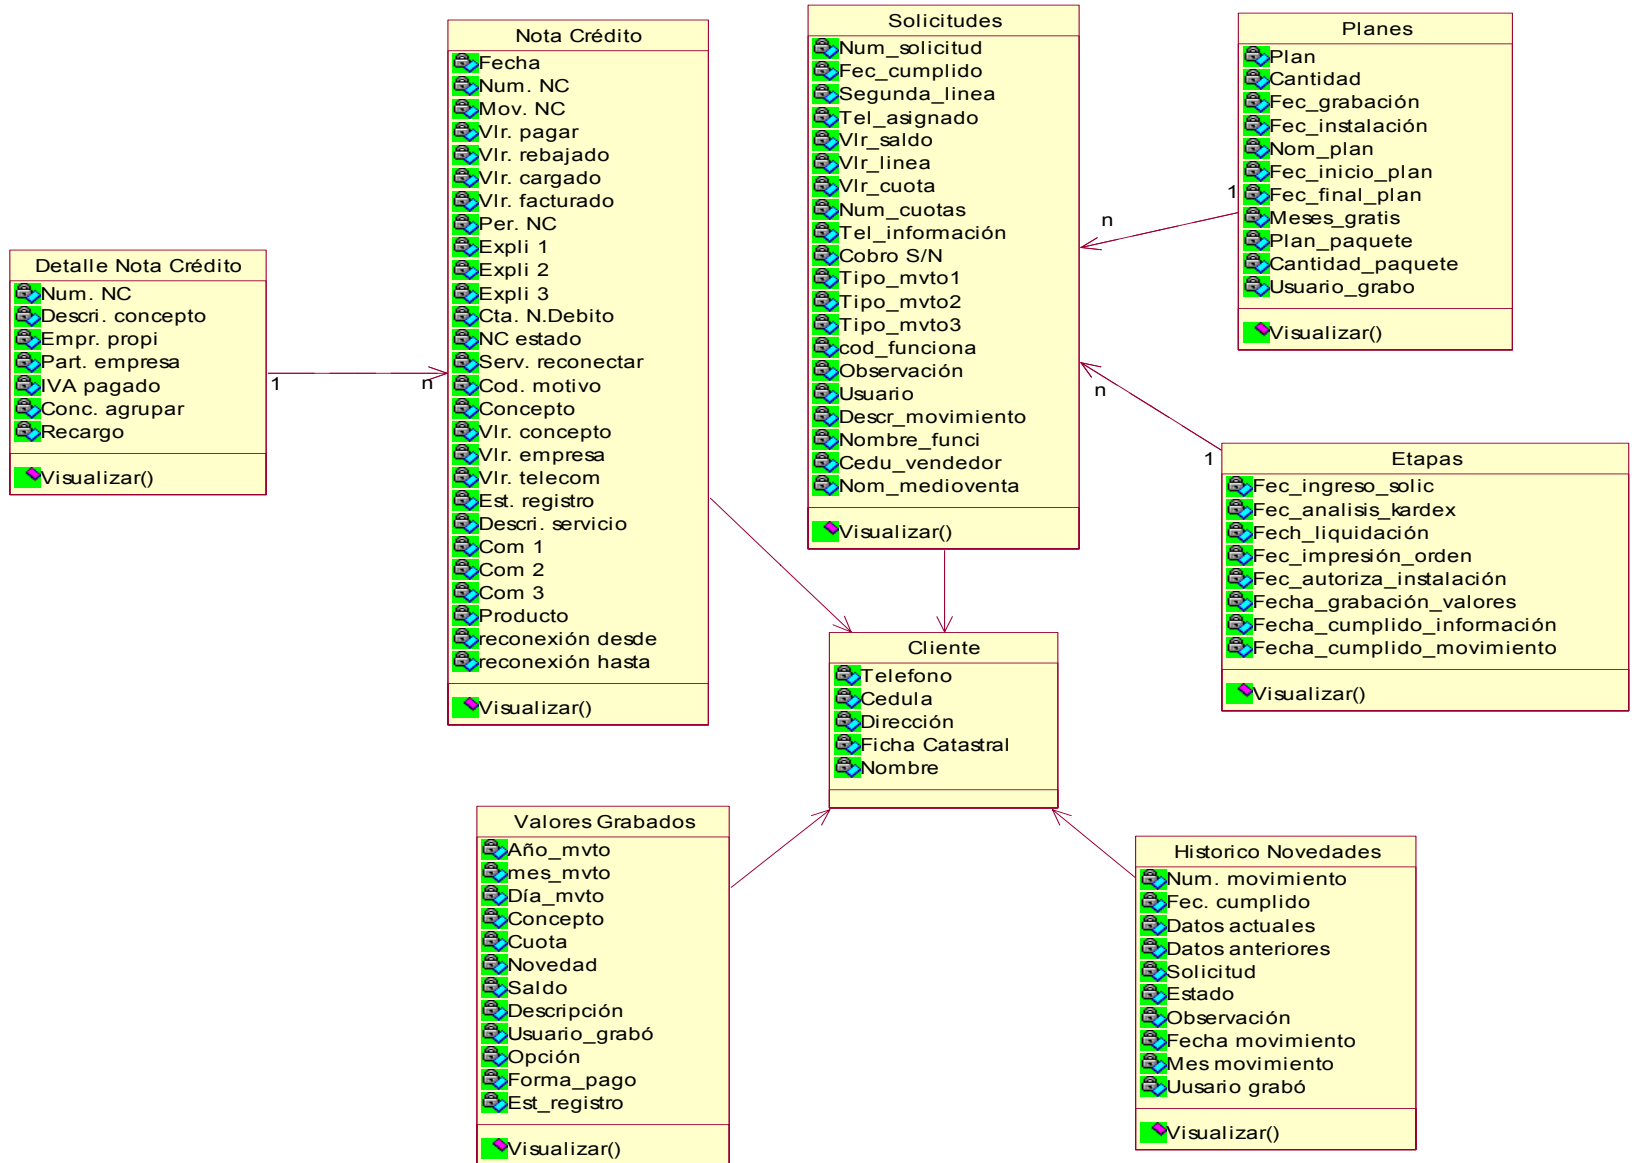 Detalle Nota Crédito
Num. NC
Descri. concepto
Empr. propi
Part. empresa
IVA pagado
Conc. agrupar
Recargo
Visualizar()
1
n
Nota Crédito
Fecha
Num. NC
Mov. NC
Vlr. pagar
Vlr. rebajado
Vlr. cargado
Vlr. facturado
Per. NC
Expli 1
Expli 2
Expli 3
Cta. N.Debito
NC estado
Serv. reconectar
Cod. motivo
Concepto
Vlr. concepto
Vlr. empresa
Vlr. telecom
Est. registro
Descri. servicio
Com 1
Com 2
Com 3
Producto
reconexión desde
reconexión hasta
Visualizar()
Solicitudes
Num_solicitud
Fec_cumplido
Segunda_linea
Tel_asignado
Vlr_saldo
Vlr_linea
Vlr_cuota
Num_cuotas
Tel_información
Cobro S/N
Tipo_mvto1
Tipo_mvto2
Tipo_mvto3
cod_funciona
Observación
Usuario
Descr_movimiento
Nombre_funci
Cedu_vendedor
Nom_medioventa
Visualizar()
n
1
Planes
Plan
Cantidad
Fec_grabación
Fec_instalación
Nom_plan
Fec_inicio_plan
Fec_final_plan
Meses_gratis
Plan_paquete
Cantidad_paquete
Usuario_grabo
Visualizar()
n
1
Etapas
Fec_ingreso_solic
Fec_analisis_kardex
Fech_liquidación
Fec_impresión_orden
Fec_autoriza_instalación
Fecha_grabación_valores
Fecha_cumplido_información
Fecha_cumplido_movimiento
Visualizar()
Cliente
Telefono
Cedula
Dirección
Ficha Catastral
Nombre
Valores Grabados
Año_mvto
mes_mvto
Día_mvto
Concepto
Cuota
Novedad
Saldo
Descripción
Usuario_grabó
Opción
Forma_pago
Est_registro
Visualizar()
Historico Novedades
Num. movimiento
Fec. cumplido
Datos actuales
Datos anteriores
Solicitud
Estado
Observación
Fecha movimiento
Mes movimiento
Uusario grabó
Visualizar()